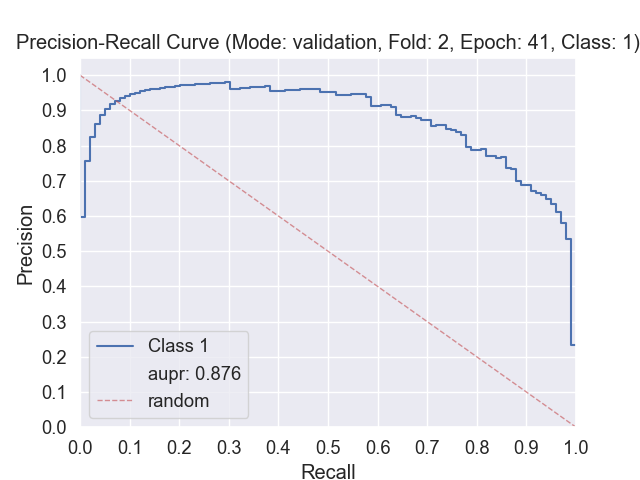 Precision-Recall Curve (Mode: validation, Fold: 2, Epoch: 41, Class: 1)
1.0
0.9
0.8
0.7
0.6
0.5
0.4
0.3
0.2
0.1
0.0
Precision
Class 1
aupr: 0.876
random
0.0 0.1 0.2 0.3 0.4 0.5 0.6 0.7 0.8 0.9 1.0
Recall